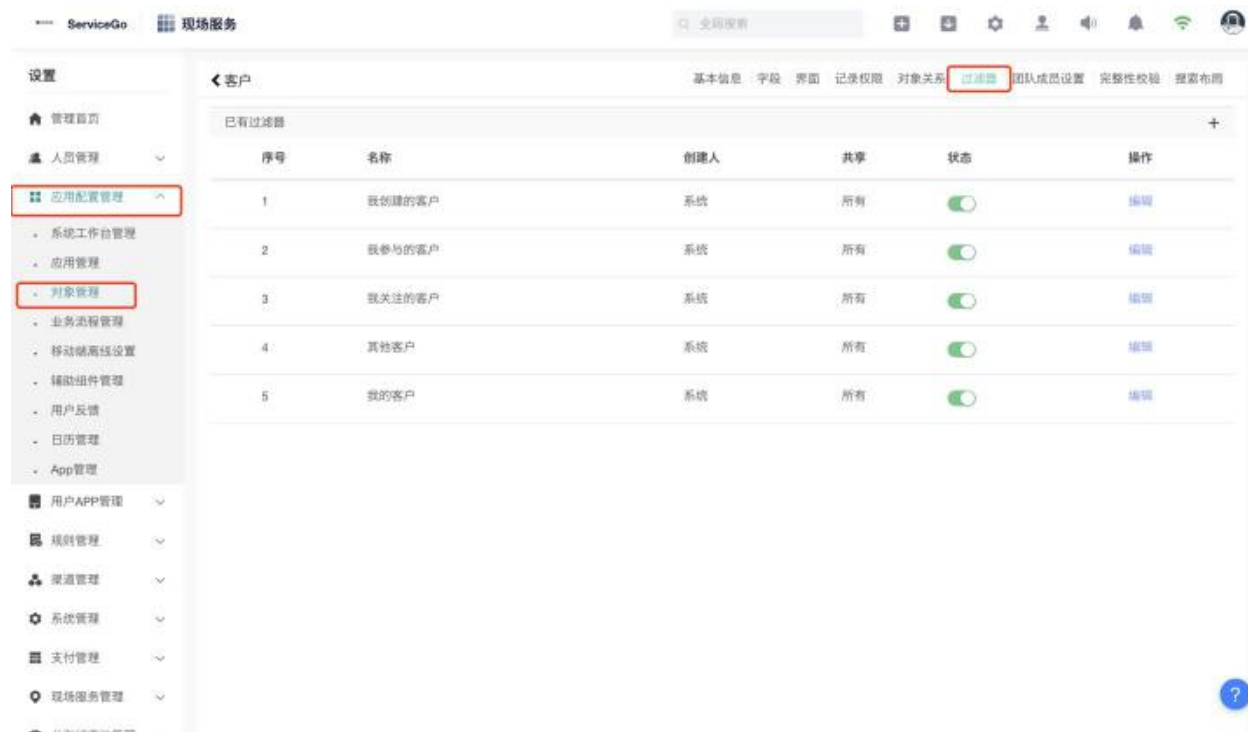 ServiceGo 现场服务 全局搜索
设置
管理首页
人员管理
应用配置管理
系统工作台管理
应用管理
对象管理
业务流程管理
移动端离线设置
辅助组件管理
用户反馈
日历管理
App管理
用户APP管理
规则管理
渠道管理
系统管理
支付管理
现场服务管理
客户 基本信息 字段 界面 记录权限 对象关系 过滤器 团队成员设置 完整性校验 搜索布局
已有过滤器 +
序号 名称 创建人 共享 状态 操作
1 我创建的客户 系统 所有 编辑
2 我参与的客户 系统 所有 编辑
3 我关注的客户 系统 所有 编辑
4 其他客户 系统 所有 编辑
5 我的客户 系统 所有 编辑
?